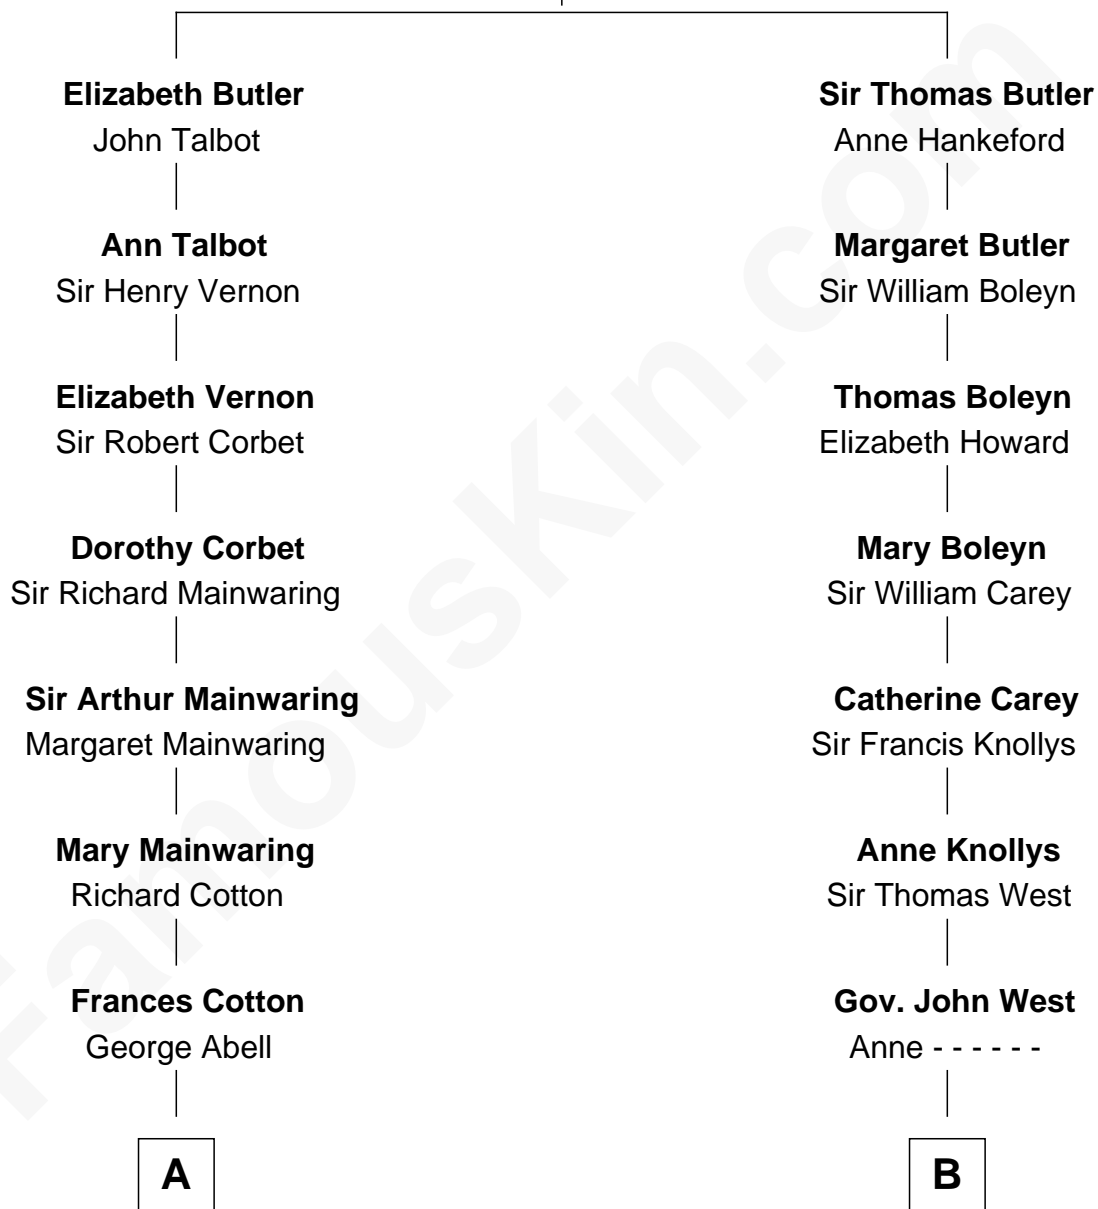 Elizabeth Butler
John Talbot
Ann Talbot
Sir Henry Vernon
Elizabeth Vernon
Sir Robert Corbet
Dorothy Corbet
Sir Richard Mainwaring
Sir Arthur Mainwaring
Margaret Mainwaring
Mary Mainwaring
Richard Cotton
Frances Cotton
George Abell
A
Sir Thomas Butler
Anne Hankeford
Margaret Butler
Sir William Boleyn
Thomas Boleyn
Elizabeth Howard
Mary Boleyn
Sir William Carey
Catherine Carey
Sir Francis Knollys
Anne Knollys
Sir Thomas West
Gov. John West
Anne - - - - - -
B
FamousKin.com